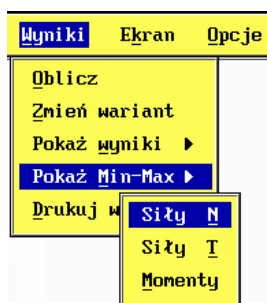 Wyniki Ekran Opcje
Oblicz
Zmień wariant
Pokaż wyniki
Pokaż Min-Max
Drukuj w
Siły N
Siły T
Momenty